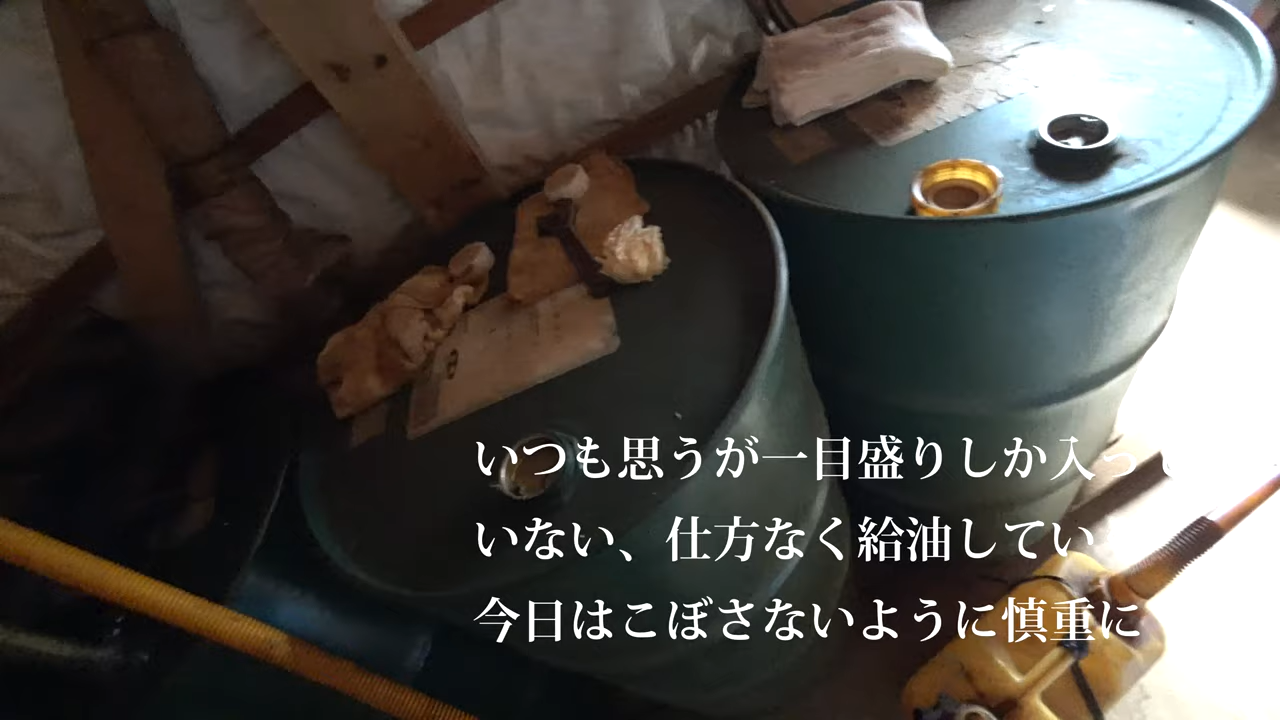 いつも思うが一目盛りしか入って
いない、仕方なく給油してい
今日はこぼさないように慎重に